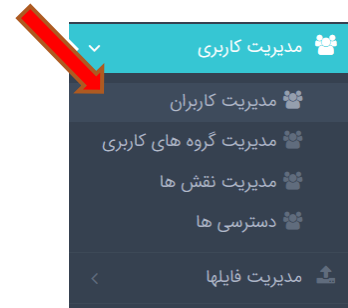 مدیریت کاربری
مدیریت کاربران
مدیریت گروه های کاربری
مدیریت نقش ها
دسترسی ها
مدیریت فایلها